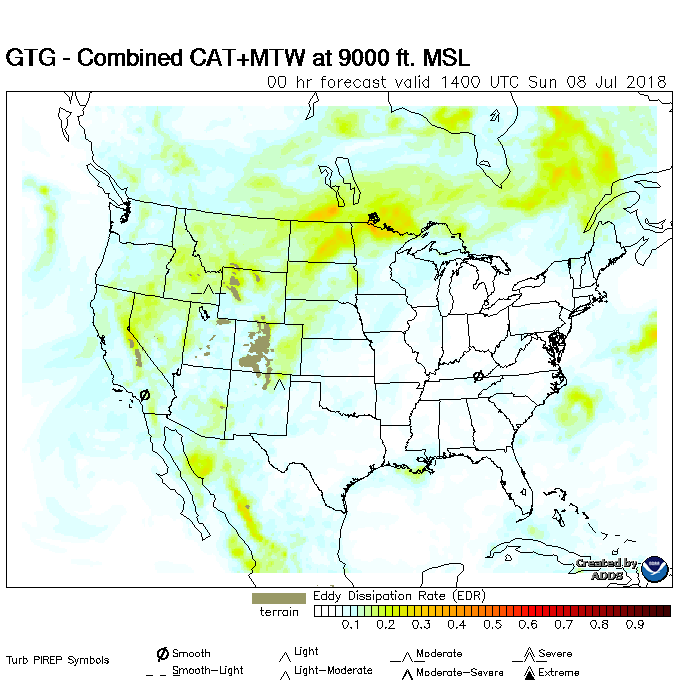 GTG - Combined CAT+MTW at 9000 ft. MSL
00 hr forecast valid 1400 UTC Sun 08 Jul 2018
Created by
ADDS
Eddy Dissipation Rate (EDR)
terrain
0.1 0.2 0.3 0.4 0.5 0.6 0.7 0.8 0.9
Turb PIREP Symbols
Smooth Light Moderate Severe
Smooth-Light Light-Moderate Moderate-Severe Extreme